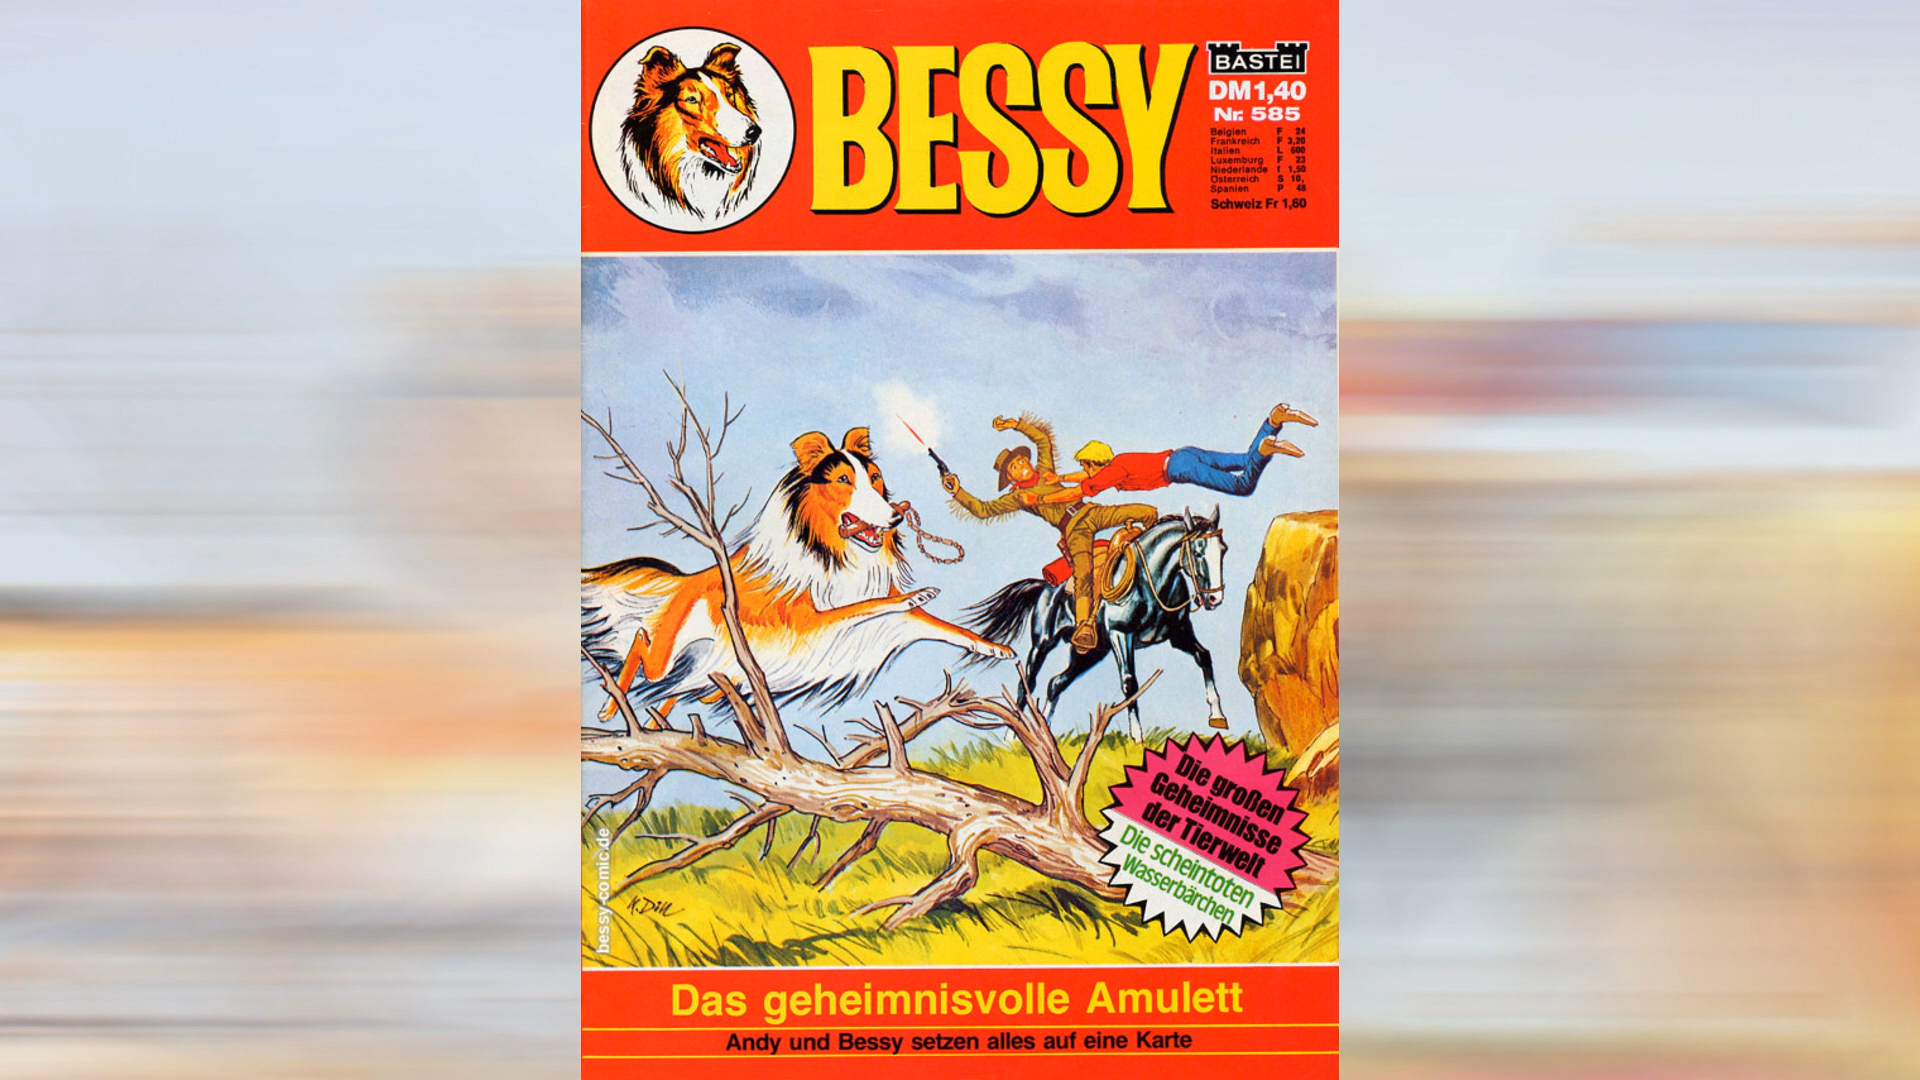 BESSY
BASTEI
DM 1,40
Nr. 585
Belgien F 24
Frankreich F 3,20
Italien L 600
Luxemburg F 23
Niederlande f 1,50
Österreich S 10,
Spanien P 48
Schweiz Fr 1,60
Die großen
Geheimnisse
der Tierwelt
Die scheintoten
Wasserbärchen
K. Dill
bessy-comic.de
Das geheimnisvolle Amulett
Andy und Bessy setzen alles auf eine Karte